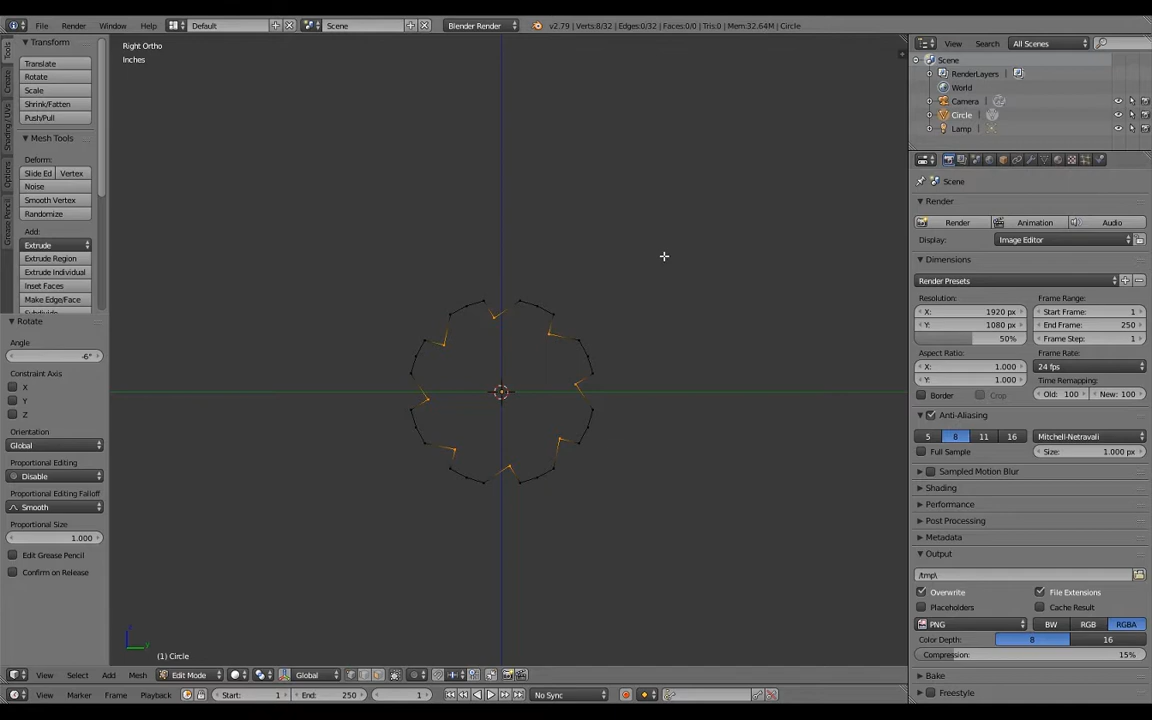 File Render Window Help Default Scene Blender Render v2.79 | Verts:8/32 | Edges:0/32 | Faces:0/0 | Tris:0 | Mem:32.64M | Circle
Transform
Translate
Rotate
Scale
Shrink/Fatten
Push/Pull
Mesh Tools
Deform:
Slide Ed Vertex
Noise
Smooth Vertex
Randomize
Add:
Extrude
Extrude Region
Extrude Individual
Inset Faces
Make Edge/Face
Tools
Create
Shading / UVs
Options
Grease Pencil
Rotate
Angle
-6°
Constraint Axis
X
Y
Z
Orientation
Global
Proportional Editing
Disable
Proportional Editing Falloff
Smooth
Proportional Size
1.000
Edit Grease Pencil
Confirm on Release
Right Ortho
Inches
(1) Circle
View Select Add Mesh Edit Mode Global
View Marker Frame Playback Start: 1 End: 250 1 No Sync
View Search All Scenes
Scene
RenderLayers
World
Camera
Circle
Lamp
Scene
Render
Render Animation Audio
Display: Image Editor
Dimensions
Render Presets
Resolution: Frame Range:
X: 1920 px Start Frame: 1
Y: 1080 px End Frame: 250
50% Frame Step: 1
Aspect Ratio: Frame Rate:
X: 1.000 24 fps
Y: 1.000 Time Remapping:
Border Crop Old: 100 New: 100
Anti-Aliasing
5 8 11 16 Mitchell-Netravali
Full Sample Size: 1.000 px
Sampled Motion Blur
Shading
Performance
Post Processing
Metadata
Output
/tmp\
Overwrite File Extensions
Placeholders Cache Result
PNG BW RGB RGBA
Color Depth: 8 16
Compression: 15%
Bake
Freestyle